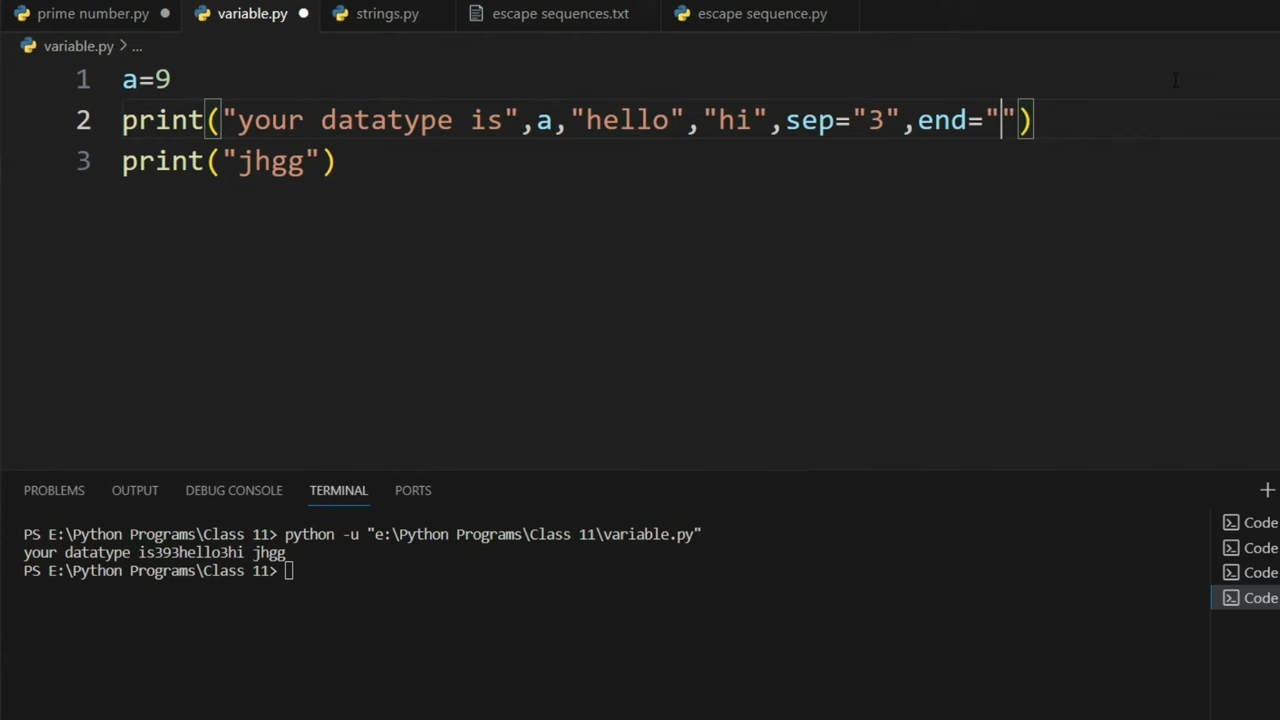 prime number.py variable.py strings.py escape sequences.txt escape sequence.py
variable.py > ...
1 a=9
2 print("your datatype is",a,"hello","hi",sep="3",end="")
3 print("jhgg")
PROBLEMS OUTPUT DEBUG CONSOLE TERMINAL PORTS
PS E:\Python Programs\Class 11> python -u "e:\Python Programs\Class 11\variable.py"
your datatype is393hello3hi jhgg
PS E:\Python Programs\Class 11>
Code
Code
Code
Code